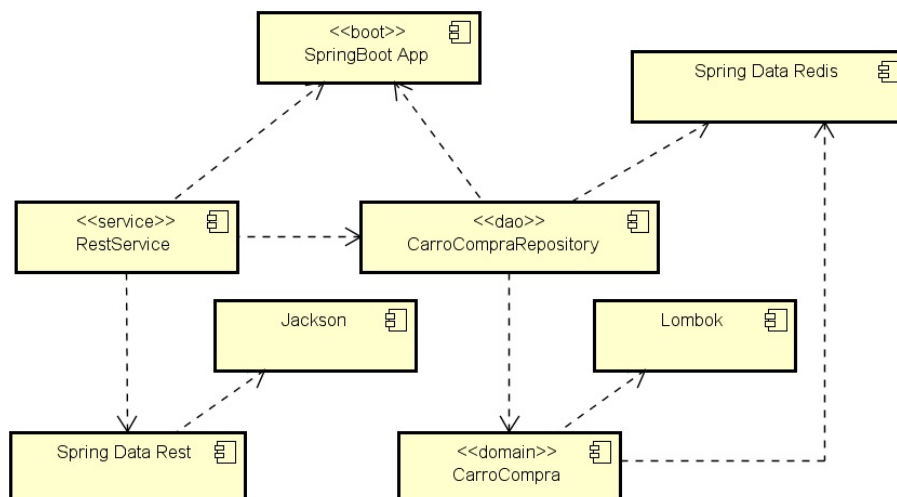 <<boot>>
SpringBoot App
Spring Data Redis
<<service>>
RestService
<<dao>>
CarroCompraRepository
Jackson
Lombok
Spring Data Rest
<<domain>>
CarroCompra